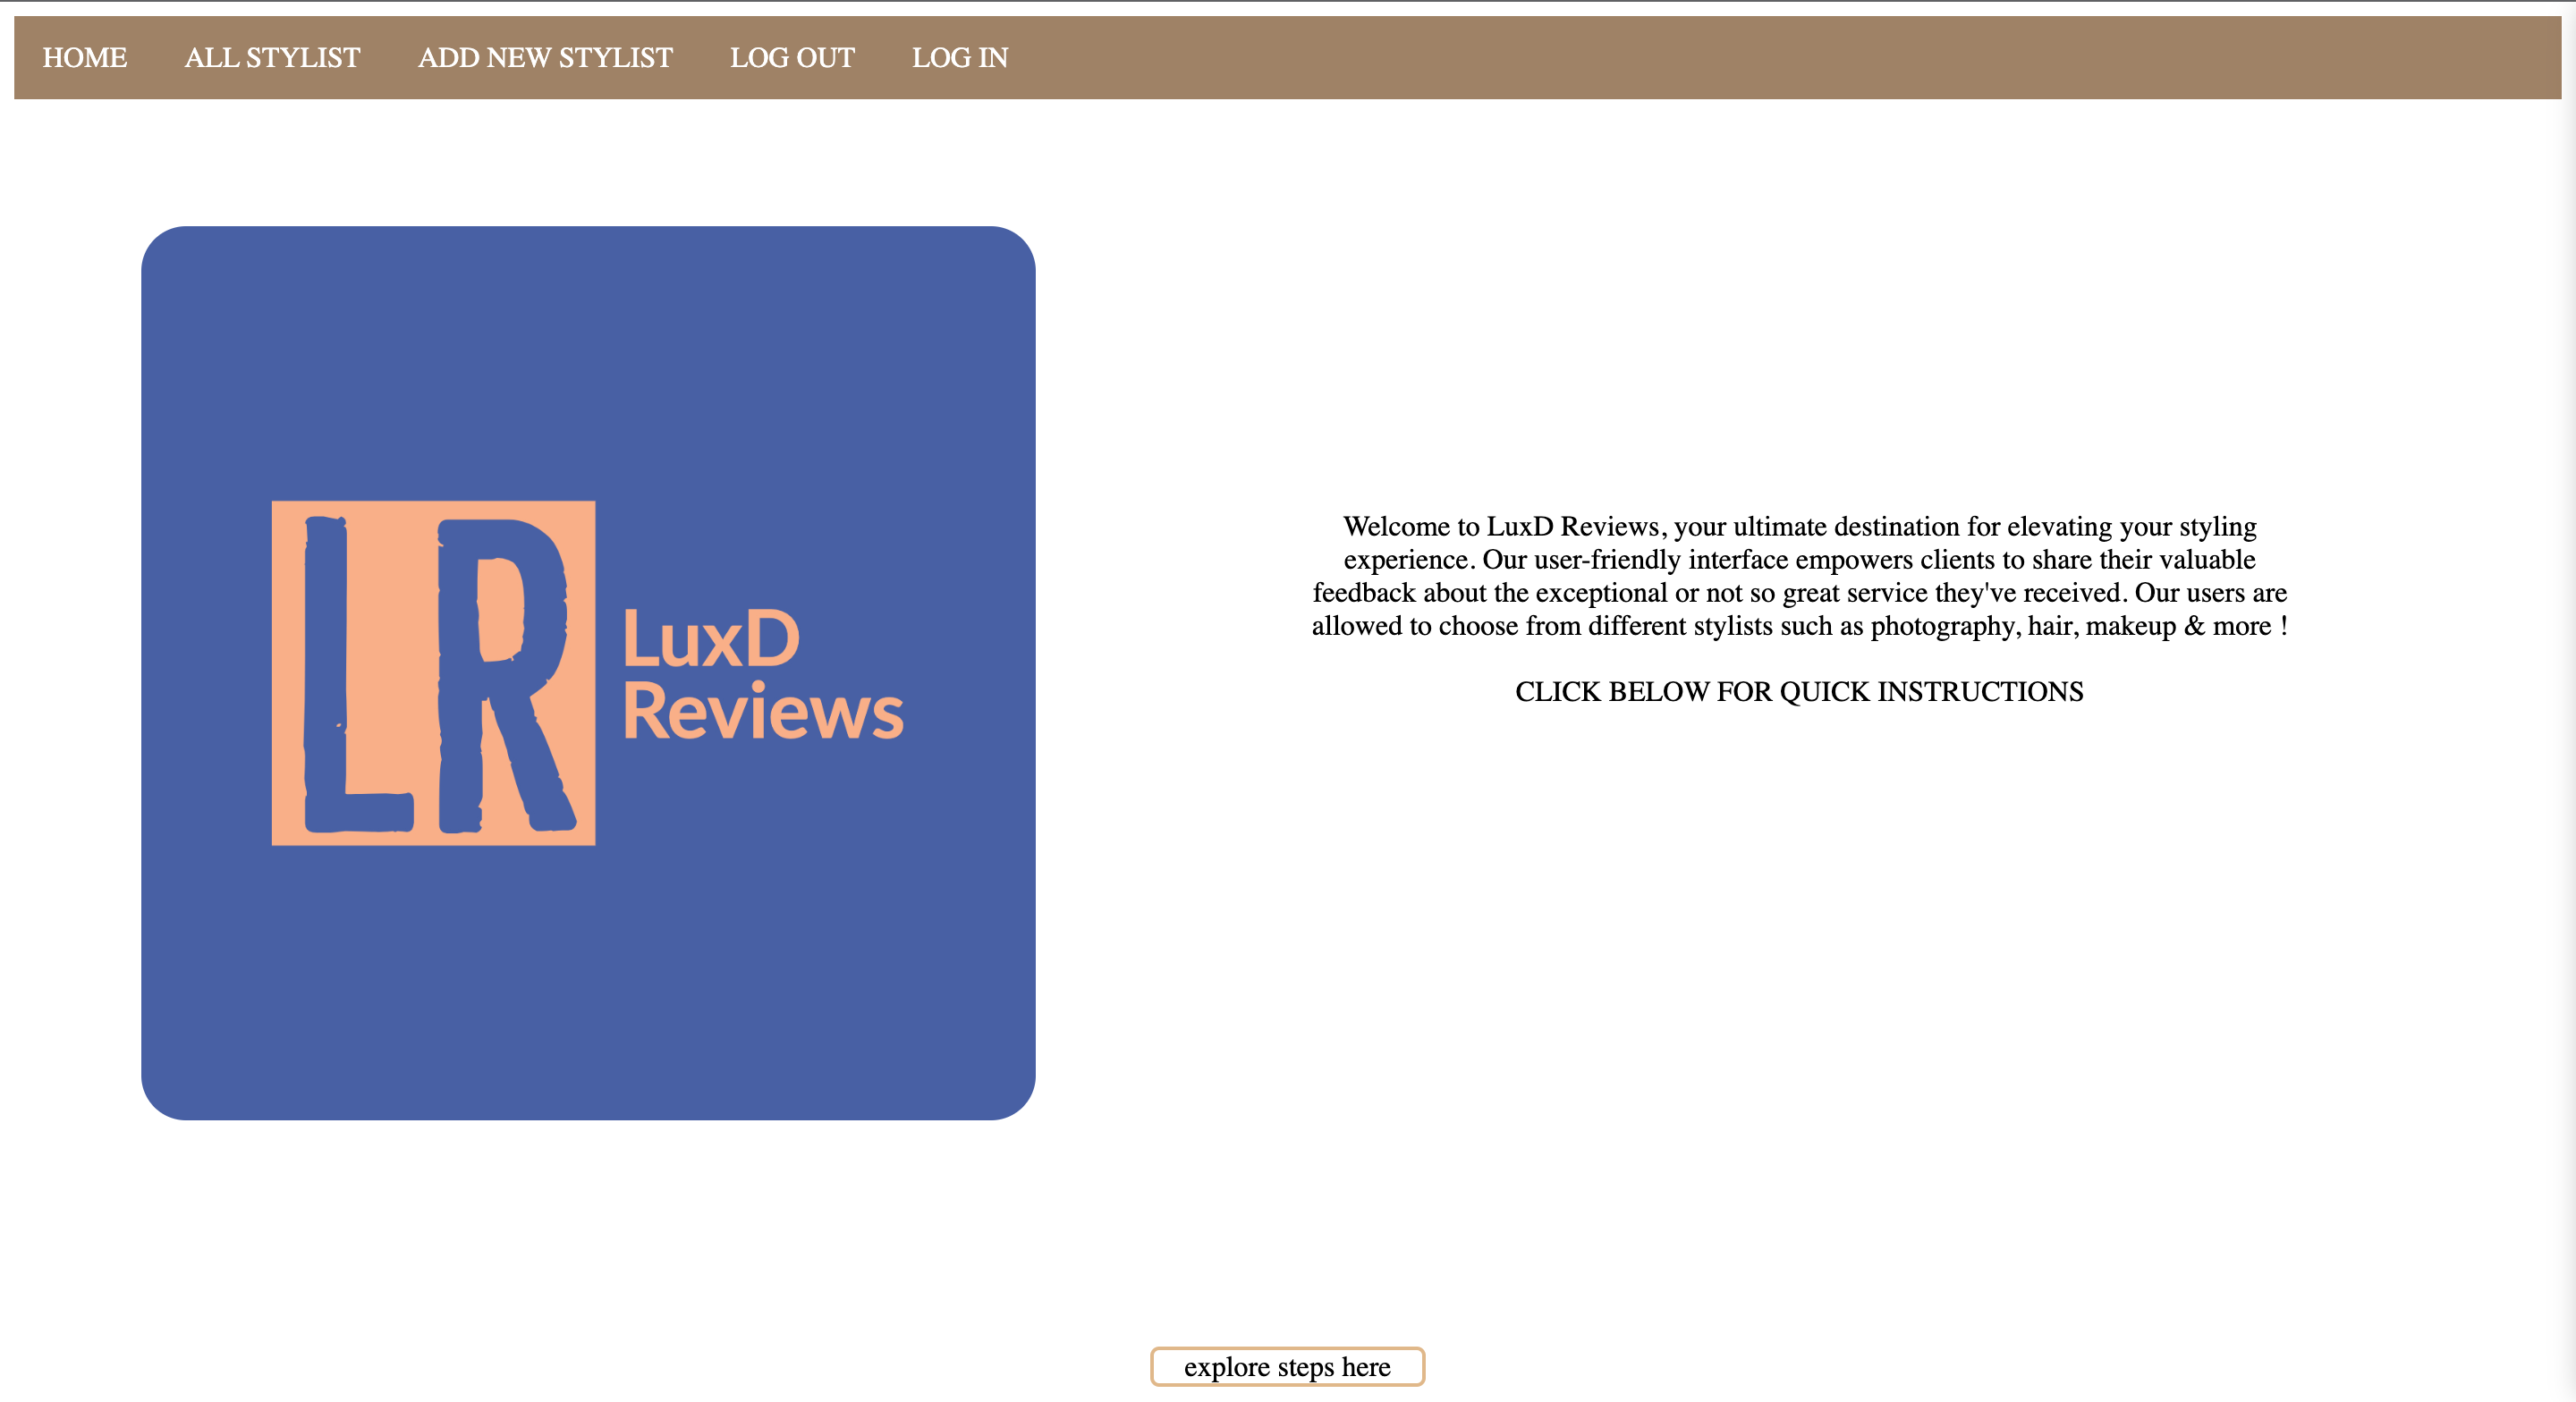 HOME ALL STYLIST ADD NEW STYLIST LOG OUT LOG IN
LR
LuxD
Reviews
Welcome to LuxD Reviews, your ultimate destination for elevating your styling
experience. Our user-friendly interface empowers clients to share their valuable
feedback about the exceptional or not so great service they've received. Our users are
allowed to choose from different stylists such as photography, hair, makeup & more !
CLICK BELOW FOR QUICK INSTRUCTIONS
explore steps here